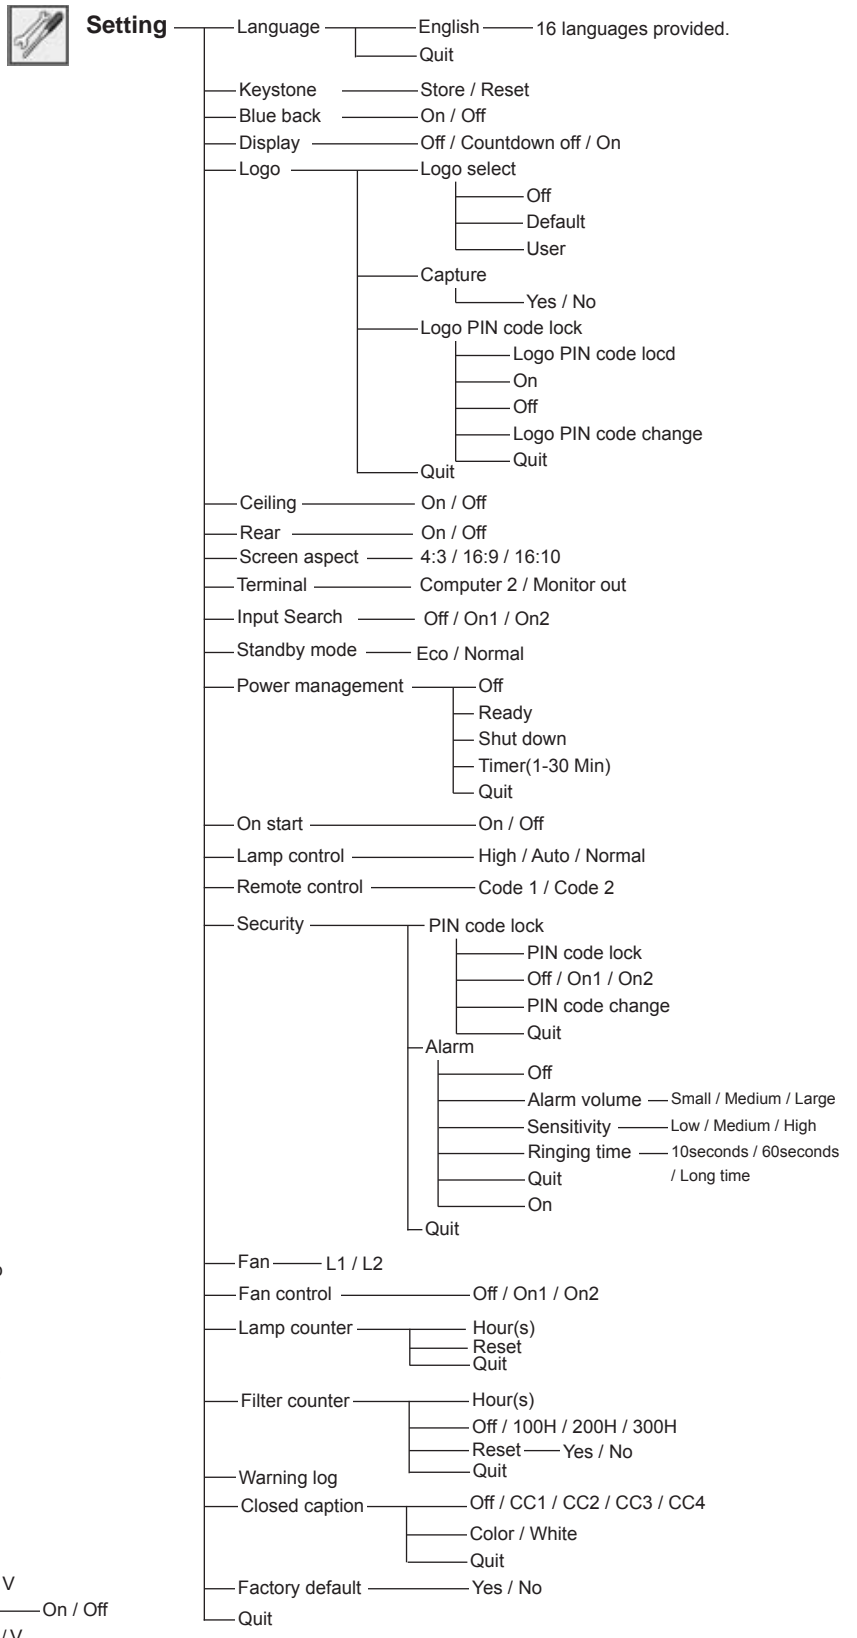 Setting Language English 16 languages provided.
Quit
Keystone Store / Reset
Blue back On / Off
Display Off / Countdown off / On
Logo Logo select
Off
Default
User
Capture
Yes / No
Logo PIN code lock
Logo PIN code locd
On
Off
Logo PIN code change
Quit
Quit
Ceiling On / Off
Rear On / Off
Screen aspect 4:3 / 16:9 / 16:10
Terminal Computer 2 / Monitor out
Input Search Off / On1 / On2
Standby mode Eco / Normal
Power management Off
Ready
Shut down
Timer(1-30 Min)
Quit
On start On / Off
Lamp control High / Auto / Normal
Remote control Code 1 / Code 2
Security PIN code lock
PIN code lock
Off / On1 / On2
PIN code change
Quit
Alarm
Off
Alarm volume Small / Medium / Large
Sensitivity Low / Medium / High
Ringing time 10seconds / 60seconds
Quit / Long time
On
Quit
Fan L1 / L2
Fan control Off / On1 / On2
Lamp counter Hour(s)
Reset
Quit
Filter counter Hour(s)
Off / 100H / 200H / 300H
Reset Yes / No
Quit
Warning log
Closed caption Off / CC1 / CC2 / CC3 / CC4
Color / White
Quit
V
Factory default Yes / No
On / Off
Quit
/ V